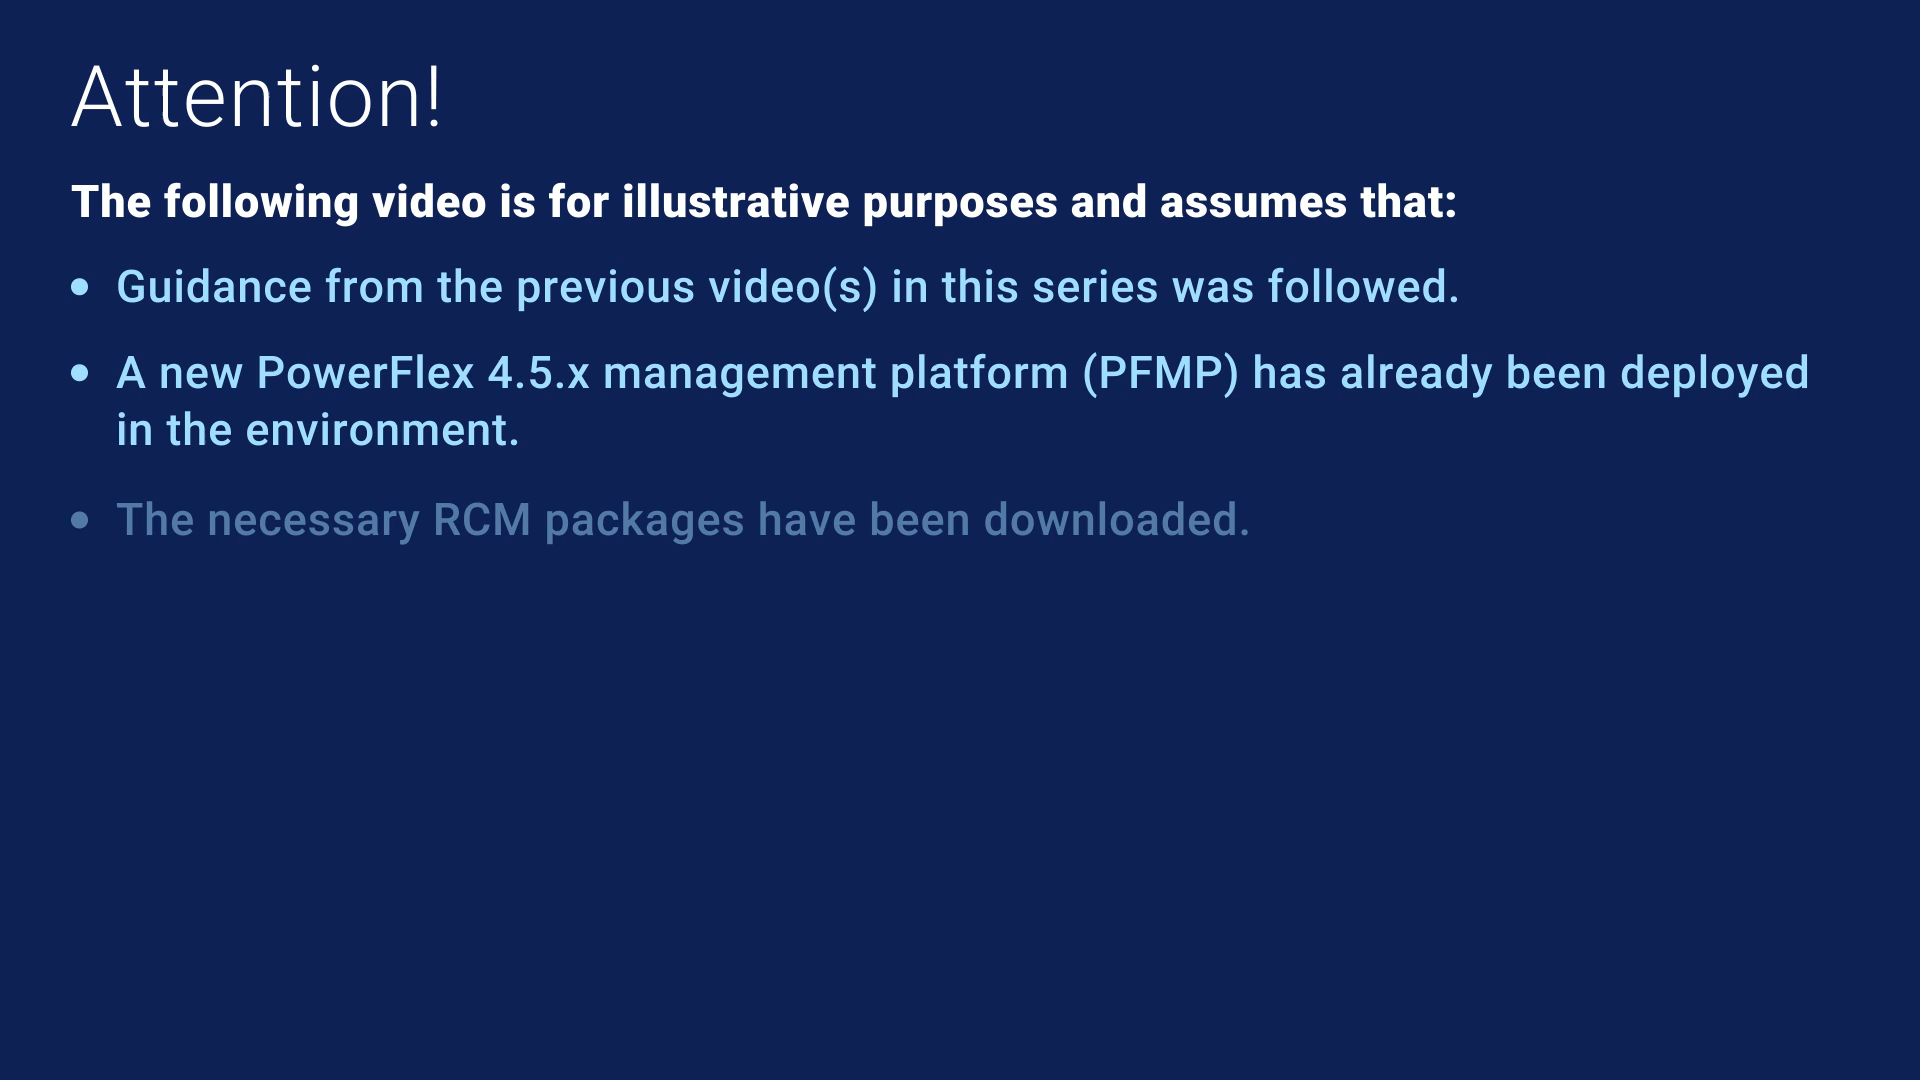 Attention!
The following video is for illustrative purposes and assumes that:
• Guidance from the previous video(s) in this series was followed.
• A new PowerFlex 4.5.x management platform (PFMP) has already been deployed
in the environment.
• The necessary RCM packages have been downloaded.